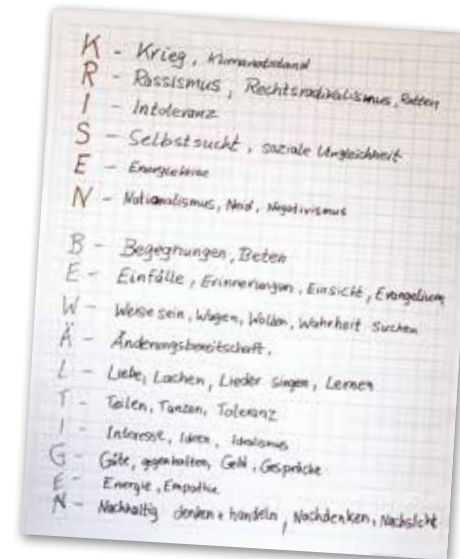 K - Krieg, Klimanotstand
R - Rassismus, Rechtsradikalismus, Ratten
I - Intoleranz
S - Selbstsucht, soziale Ungleichheit
E - Energiekrise
N - Nationalismus, Neid, Negativismus
B - Begegnungen, Beten
E - Einfälle, Erinnerungen, Einsicht, Evangelium
W - Weise sein, Wagen, Wollen, Wahrheit suchen
Ä - Änderungsbereitschaft,
L - Liebe, Lachen, Lieder singen, Lernen
T - Teilen, Tanzen, Toleranz
I - Interesse, Ideen, Idealismus
G - Güte, gegenhalten, Geld, Gespräche
E - Energie, Empathie
N - Nachhaltig denken + handeln, Nachdenken, Nachsicht